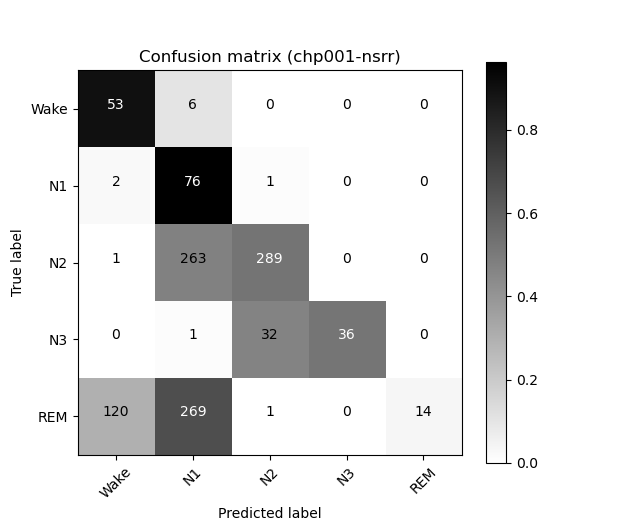 Confusion matrix (chp001-nsrr)
Wake 53 6 0 0 0
N1 2 76 1 0 0
N2 1 263 289 0 0
N3 0 1 32 36 0
REM 120 269 1 0 14
True label
Wake N1 N2 N3 REM
Predicted label
0.8
0.6
0.4
0.2
0.0